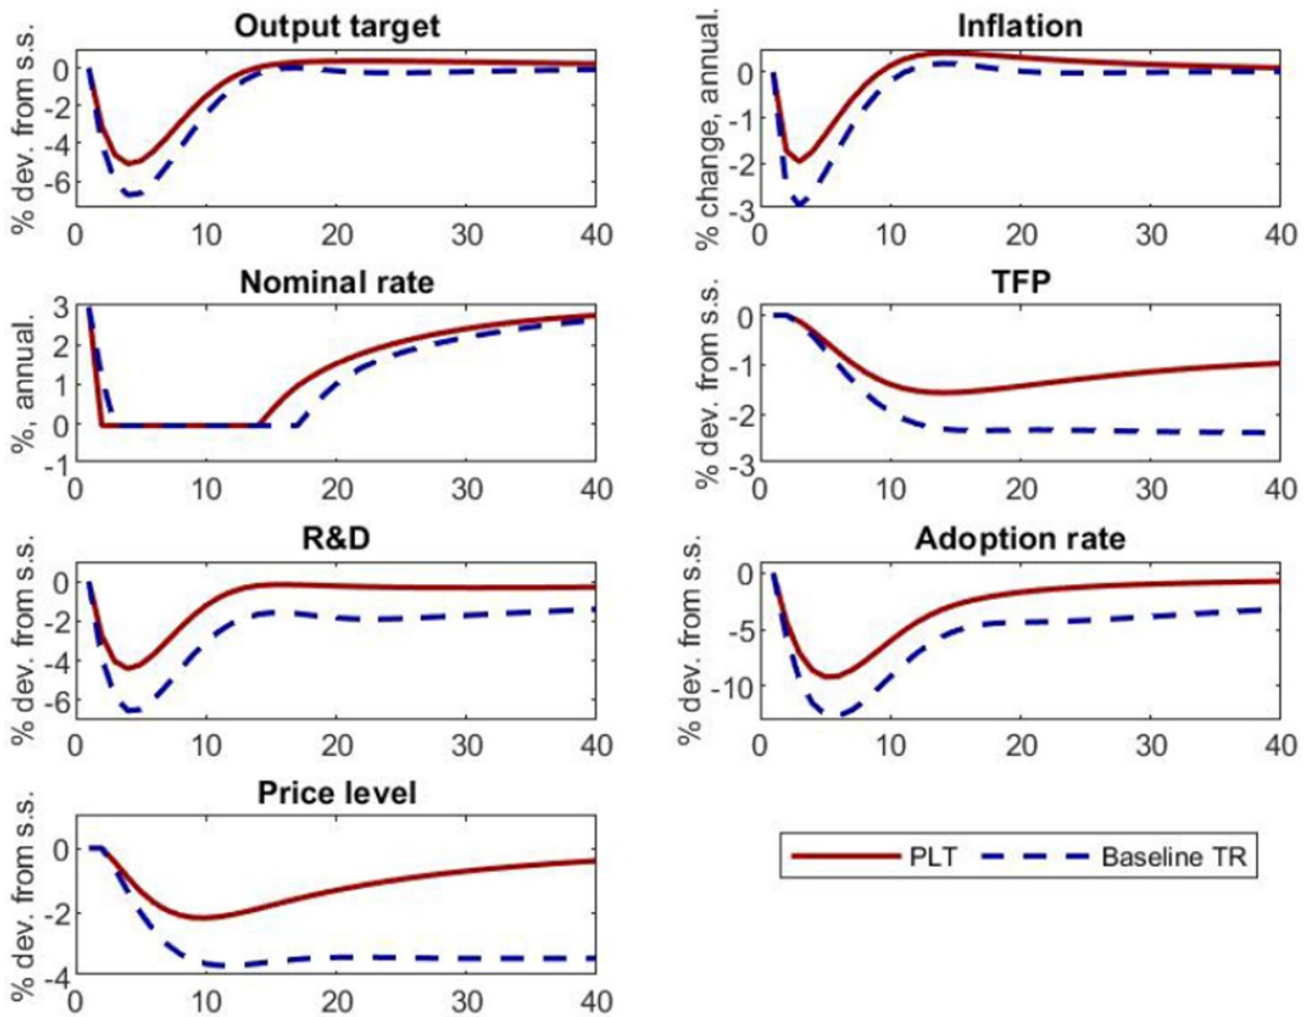 Output target
% dev. from s.s.
0
-2
-4
-6
0 10 20 30 40
Inflation
% change, annual.
0
-1
-2
-3
0 10 20 30 40
Nominal rate
%, annual.
3
2
1
0
-1
0 10 20 30 40
TFP
% dev. from s.s.
0
-1
-2
-3
0 10 20 30 40
R&D
% dev. from s.s.
0
-2
-4
-6
0 10 20 30 40
Adoption rate
% dev. from s.s.
0
-5
-10
0 10 20 30 40
Price level
% dev. from s.s.
0
-2
-4
0 10 20 30 40
PLT Baseline TR